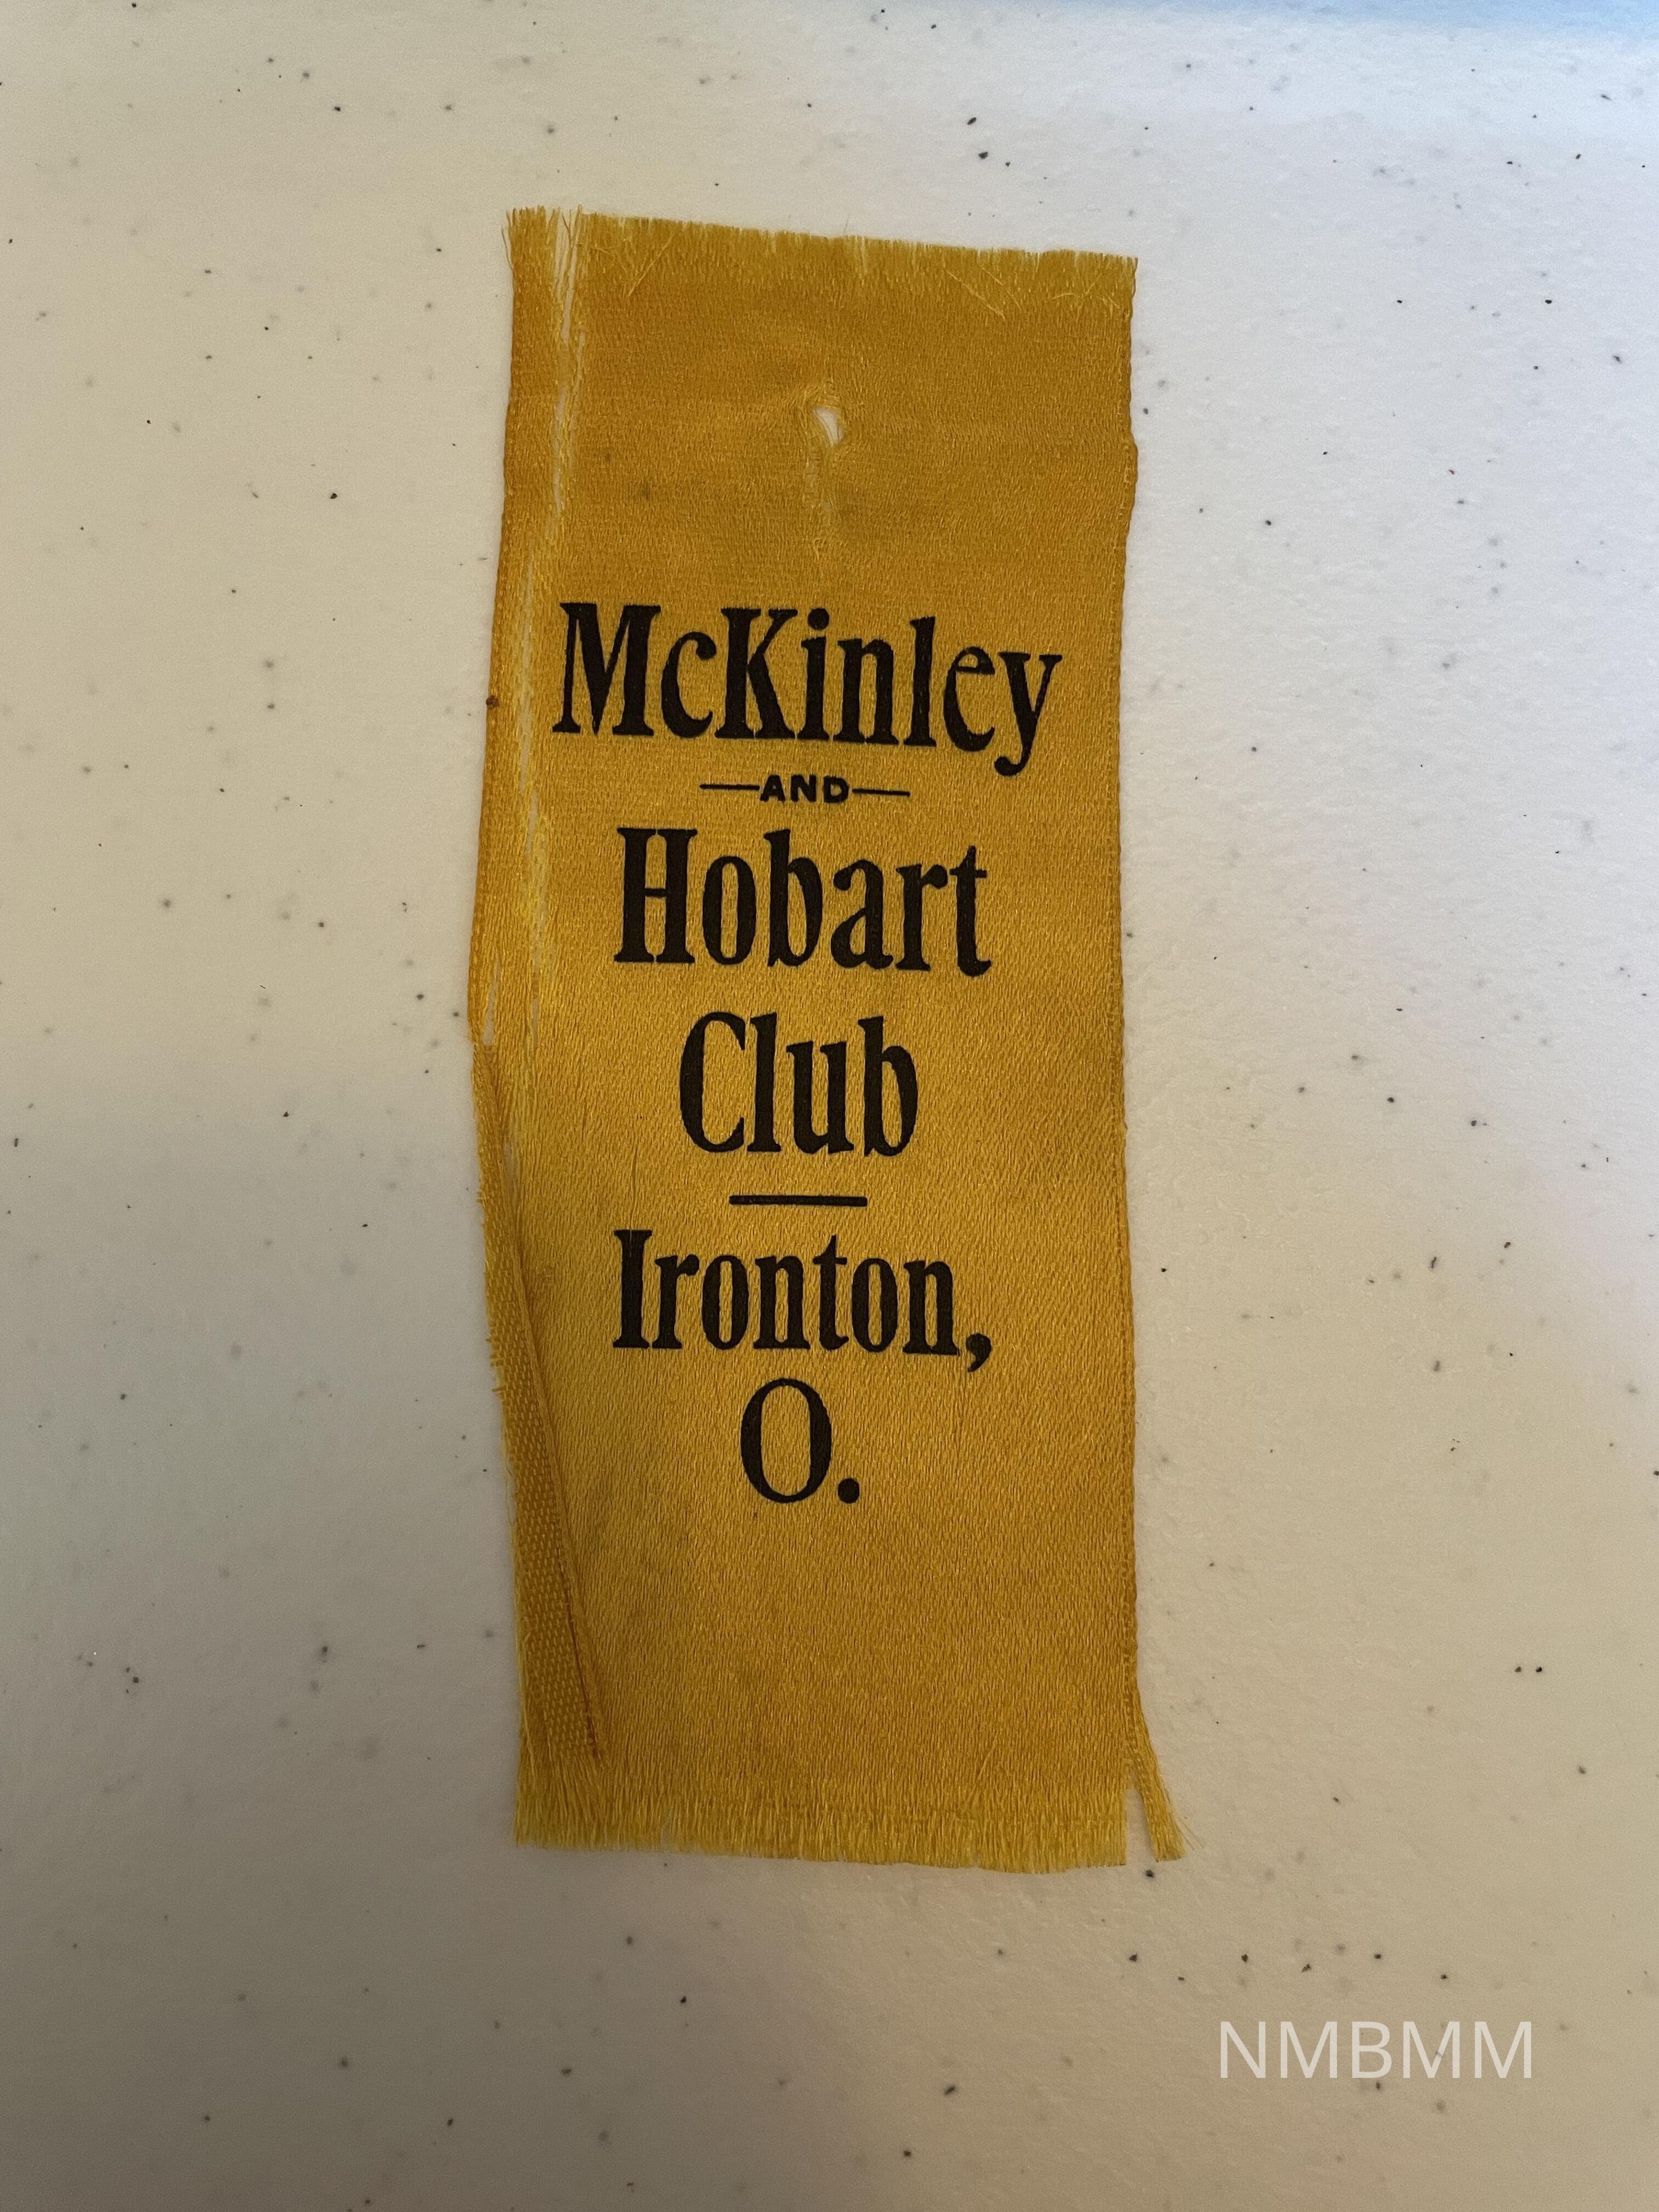 McKinley
—AND—
Hobart
Club
Ironton,
O.
NMBMM